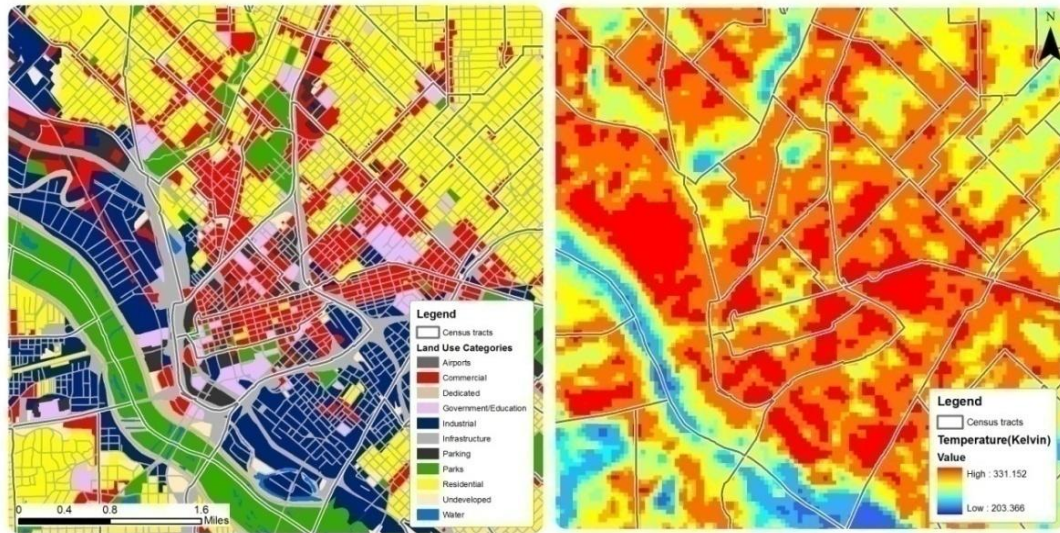 Legend
Census tracts
Land Use Categories
Airports
Commercial
Dedicated
Government/Education
Industrial
Infrastructure
Parking
Parks
Residential
Undeveloped
Water
0 0.4 0.8 1.6
Miles
N
Legend
Census tracts
Temperature(Kelvin)
Value
High : 331.152
Low : 203.366